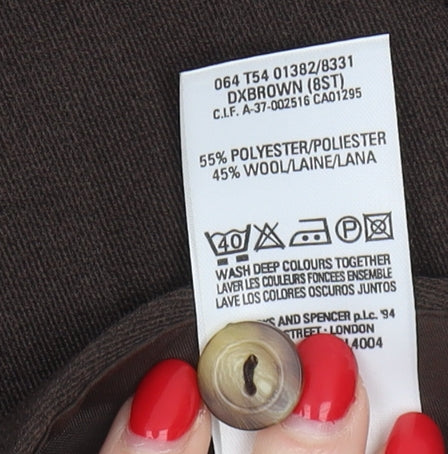 064 T54 01382/8331
DXBROWN (8ST)
C.I.F. A-37-002516 CA01295
55% POLYESTER/POLIESTER
45% WOOL/LAINE/LANA
40 P
WASH DEEP COLOURS TOGETHER
LAVER LES COULEURS FONCEES ENSEMBLE
LAVE LOS COLORES OSCUROS JUNTOS
AND SPENCER p.l.c. '94
STREET · LONDON
4004